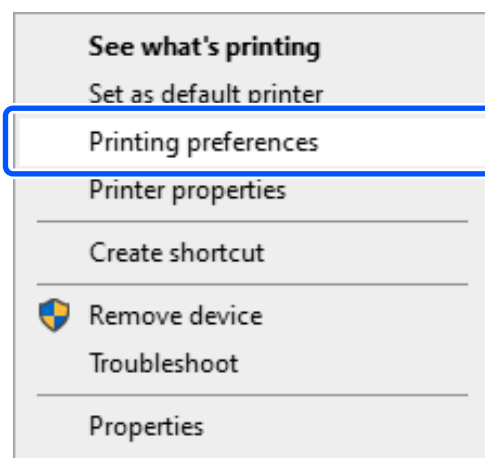 See what's printing
Set as default printer
Printing preferences
Printer properties
Create shortcut
Remove device
Troubleshoot
Properties